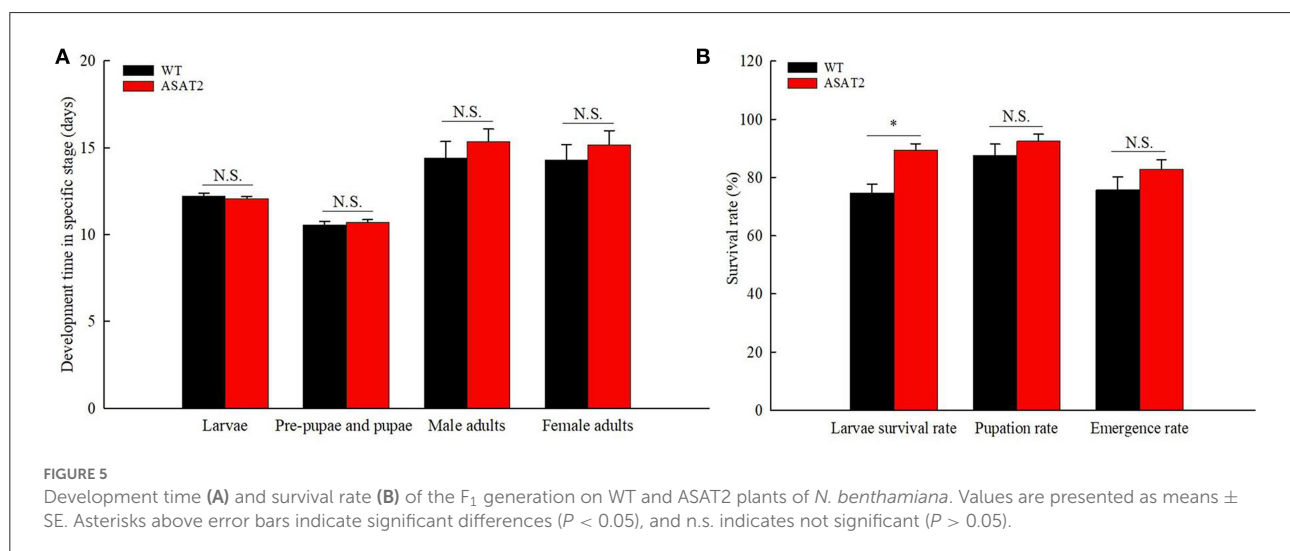 A
B
Development time in specific stage (days)
20
15
10
5
0
WT
ASAT2
N.S.
N.S.
N.S.
N.S.
Larvae
Pre-pupae and pupae
Male adults
Female adults
Survival rate (%)
120
100
80
60
40
20
0
WT
ASAT2
*
N.S.
N.S.
Larvae survival rate
Pupation rate
Emergence rate
FIGURE 5
Development time (A) and survival rate (B) of the F₁ generation on WT and ASAT2 plants of N. benthamiana. Values are presented as means ±
SE. Asterisks above error bars indicate significant differences (P < 0.05), and n.s. indicates not significant (P > 0.05).